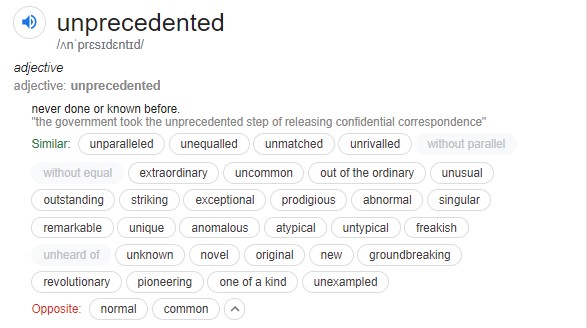 unprecedented
/ʌnˈprɛsɪdɛntɪd/
adjective
adjective: unprecedented
never done or known before.
"the government took the unprecedented step of releasing confidential correspondence"
Similar: unparalleled unequalled unmatched unrivalled without parallel
without equal extraordinary uncommon out of the ordinary unusual
outstanding striking exceptional prodigious abnormal singular
remarkable unique anomalous atypical untypical freakish
unheard of unknown novel original new groundbreaking
revolutionary pioneering one of a kind unexampled
Opposite: normal common